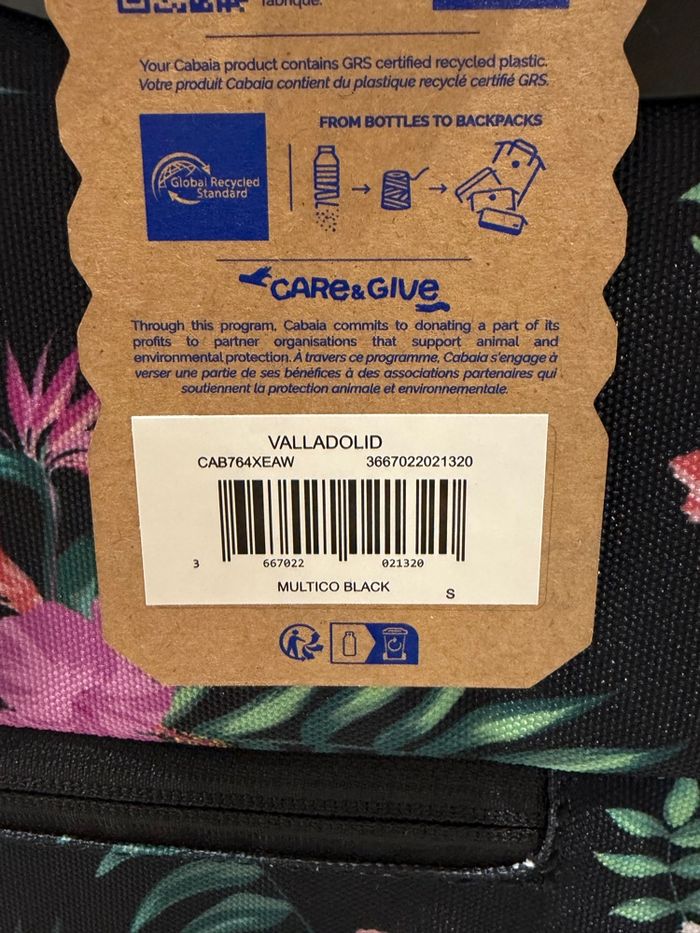 fabrique.
Your Cabaia product contains GRS certified recycled plastic.
Votre produit Cabaia contient du plastique recyclé certifié GRS.
FROM BOTTLES TO BACKPACKS
Global Recycled
Standard
CARE&GIVE
Through this program, Cabaia commits to donating a part of its
profits to partner organisations that support animal and
environmental protection. À travers ce programme, Cabaia s'engage à
verser une partie de ses bénéfices à des associations partenaires qui
soutiennent la protection animale et environnementale.
VALLADOLID
CAB764XEAW 3667022021320
3 667022 021320
MULTICO BLACK S